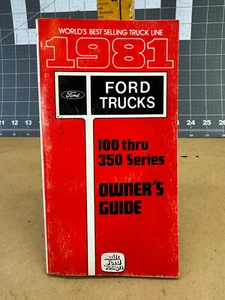 WORLD'S BEST SELLING TRUCK LINE
1981
Ford
FORD
TRUCKS
100 thru
350 Series
OWNER'S
GUIDE